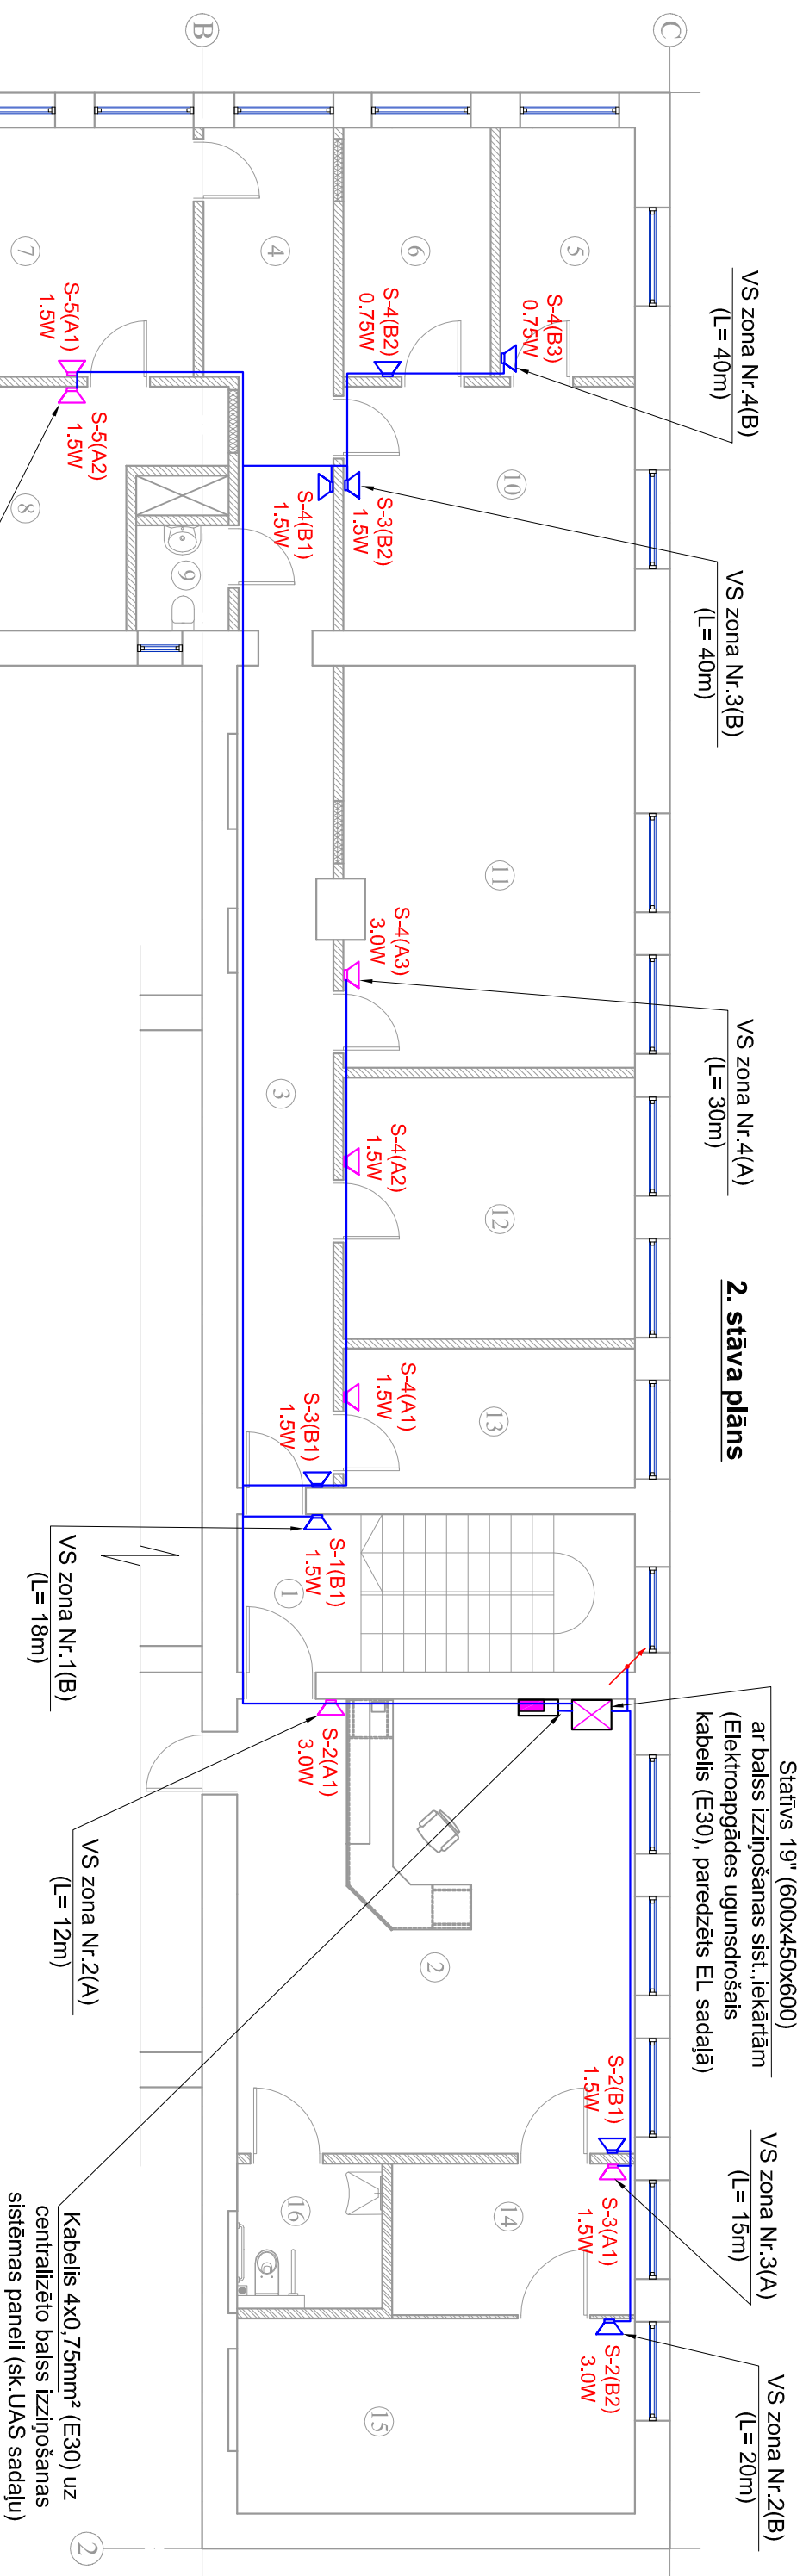 2. stāva plāns
VS zona Nr.4(B)
(L= 40m)
VS zona Nr.3(B)
(L= 40m)
VS zona Nr.4(A)
(L= 30m)
Statīvs 19" (600x450x600)
ar balss izziņošanas sist.,iekārtām
(Elektroapgādes ugunsdrošais
kabelis (E30), paredzēts EL sadaļā)
VS zona Nr.3(A)
(L= 15m)
VS zona Nr.2(B)
(L= 20m)
C
B
2
5
S-4(B3)
0.75W
6
S-4(B2)
0.75W
4
7
S-5(A1)
1.5W
S-5(A2)
1.5W
8
9
10
S-3(B2)
1.5W
S-4(B1)
1.5W
11
S-4(A3)
3.0W
3
S-4(A2)
1.5W
12
S-4(A1)
1.5W
13
S-3(B1)
1.5W
S-1(B1)
1.5W
1
S-2(A1)
3.0W
2
S-2(B1)
1.5W
S-3(A1)
1.5W
14
16
S-2(B2)
3.0W
15
VS zona Nr.1(B)
(L= 18m)
VS zona Nr.2(A)
(L= 12m)
Kabelis 4x0,75mm² (E30) uz
centralizēto balss izziņošanas
sistēmas paneli (sk.UAS sadaļu)